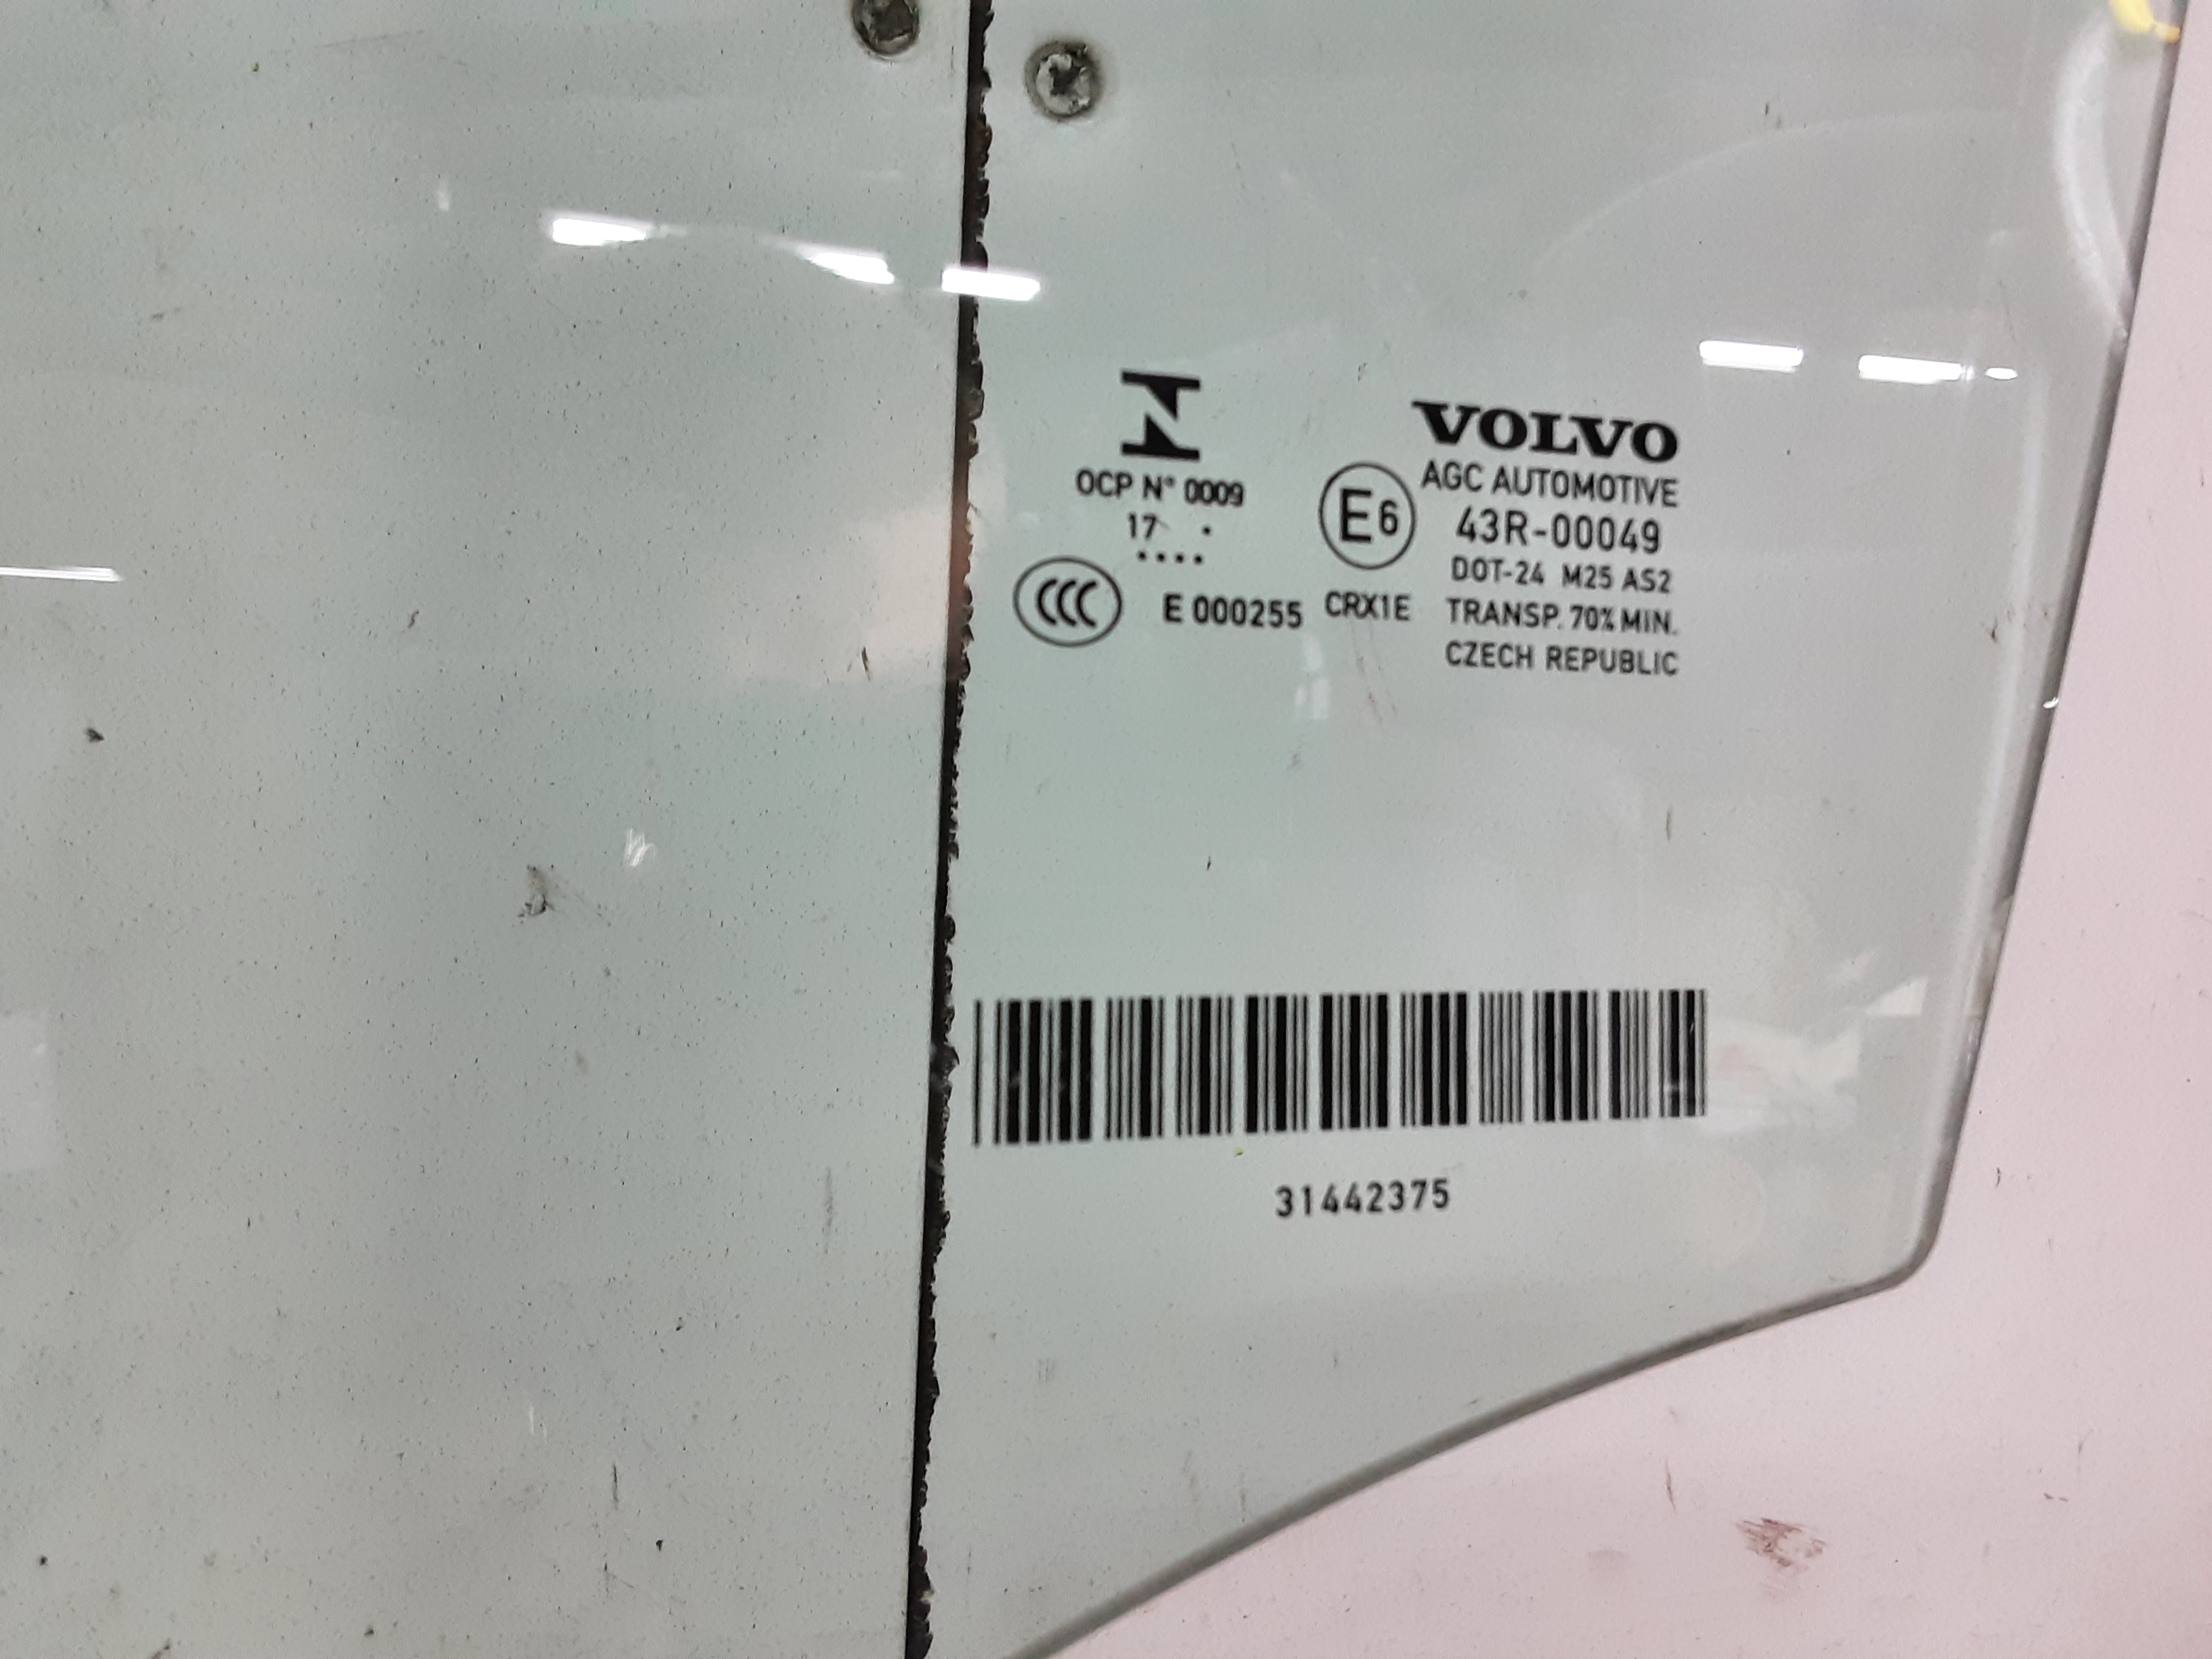 OCP N° 0009
17 .
....
CCC E 000255
VOLVO
AGC AUTOMOTIVE
E6 43R-00049
DOT-24 M25 AS2
CRX1E TRANSP. 70% MIN.
CZECH REPUBLIC
31442375